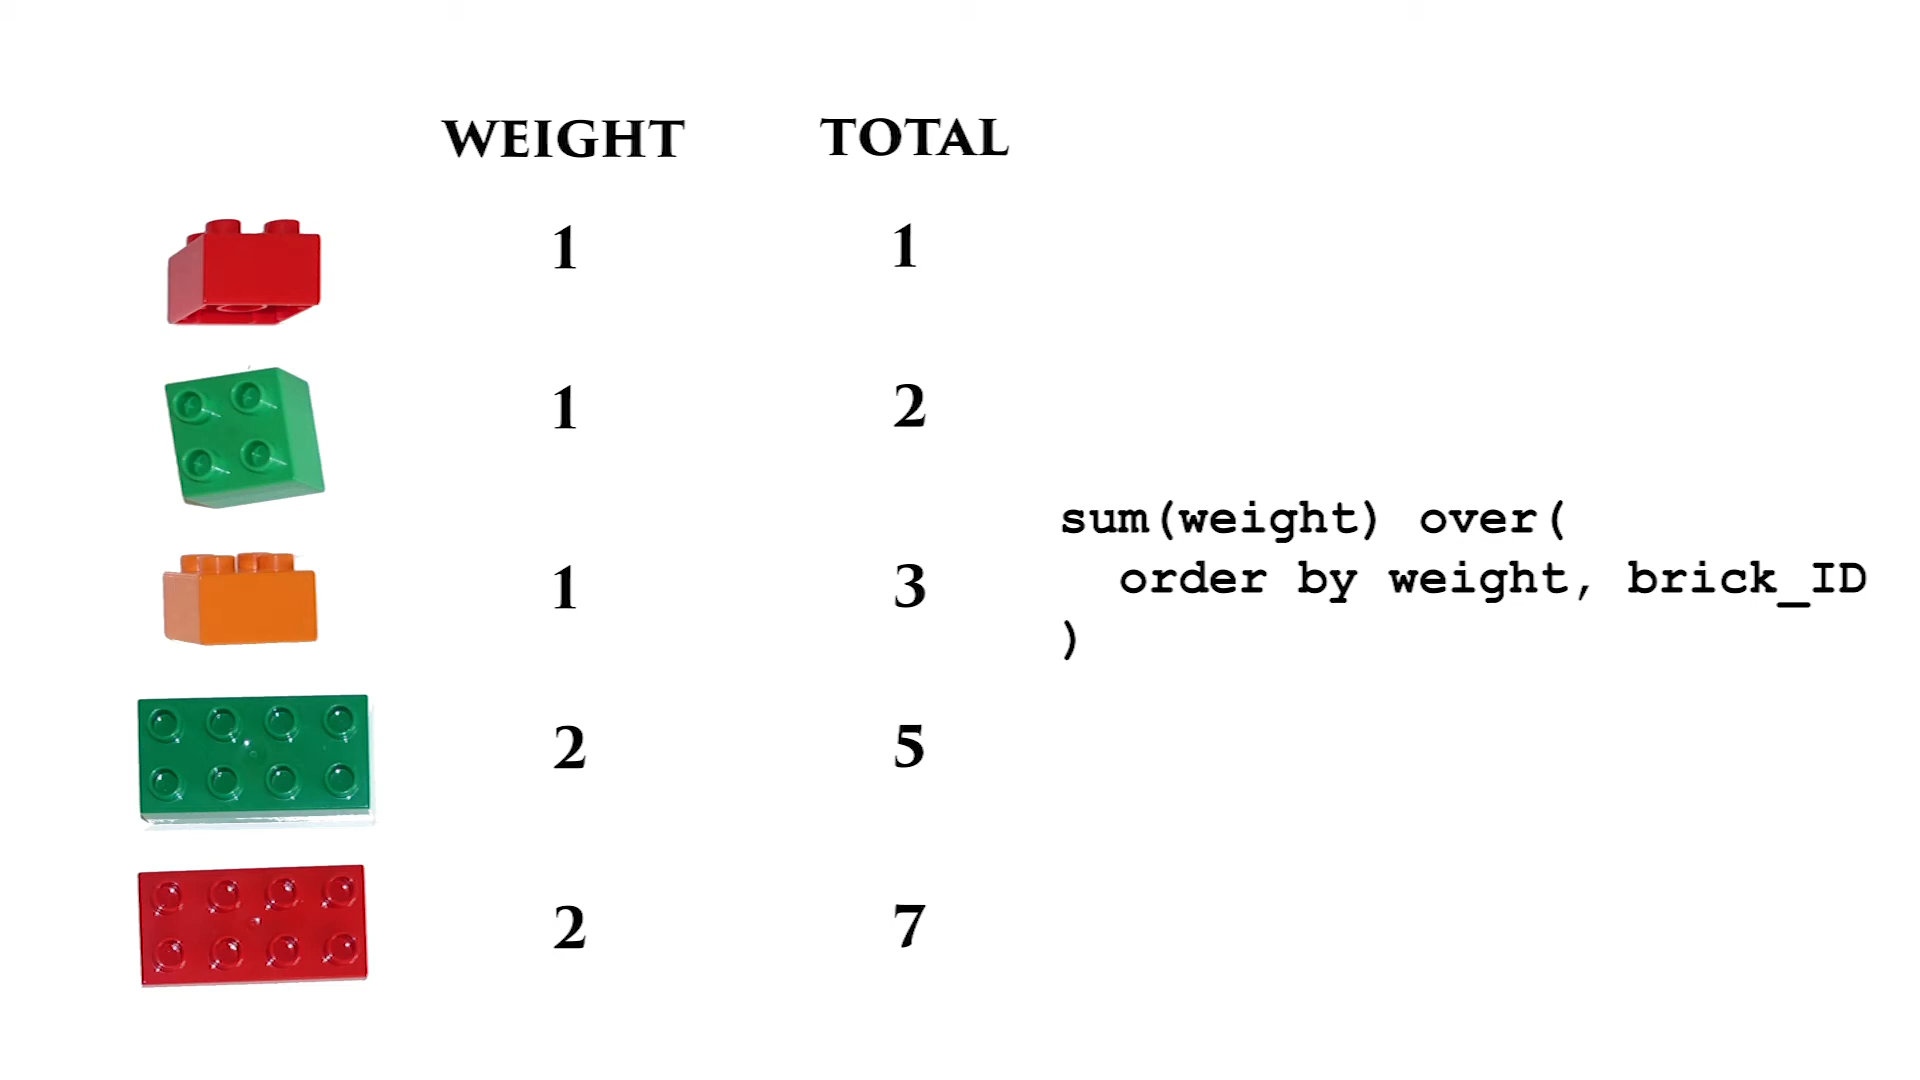 WEIGHT TOTAL
1 1
1 2
sum(weight) over(
order by weight, brick_ID
)
1 3
2 5
2 7